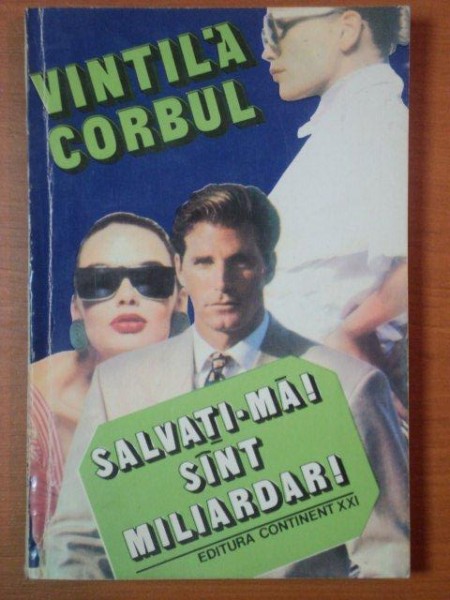 VINTILĂ
CORBUL
SALVAȚI-MĂ!
SÎNT
MILIARDAR!
EDITURA CONTINENT XXI